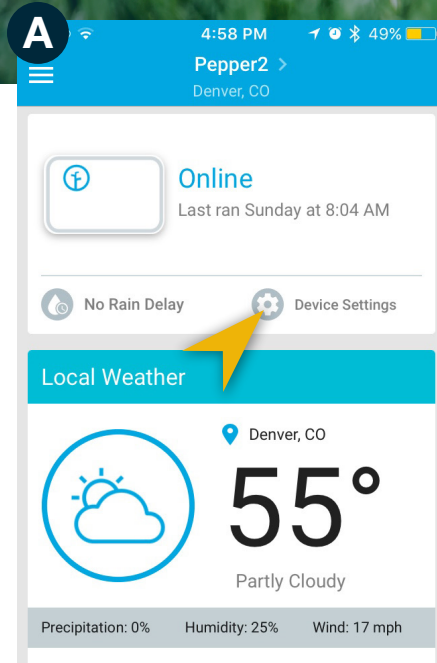 A
4:58 PM 49%
Pepper2 >
Denver, CO
Online
Last ran Sunday at 8:04 AM
No Rain Delay Device Settings
Local Weather
Denver, CO
55°
Partly Cloudy
Precipitation: 0% Humidity: 25% Wind: 17 mph